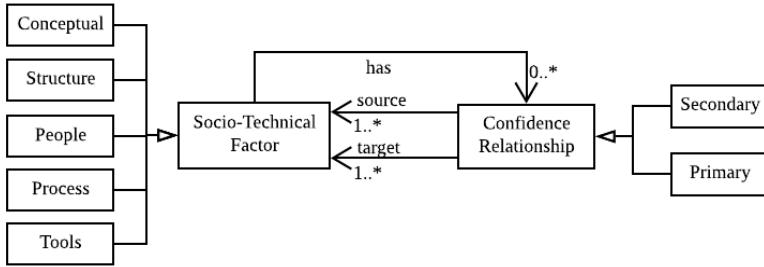 Conceptual
Structure
People
Process
Tools
Socio-Technical
Factor
has
0..*
source
1..*
target
1..*
Confidence
Relationship
Secondary
Primary